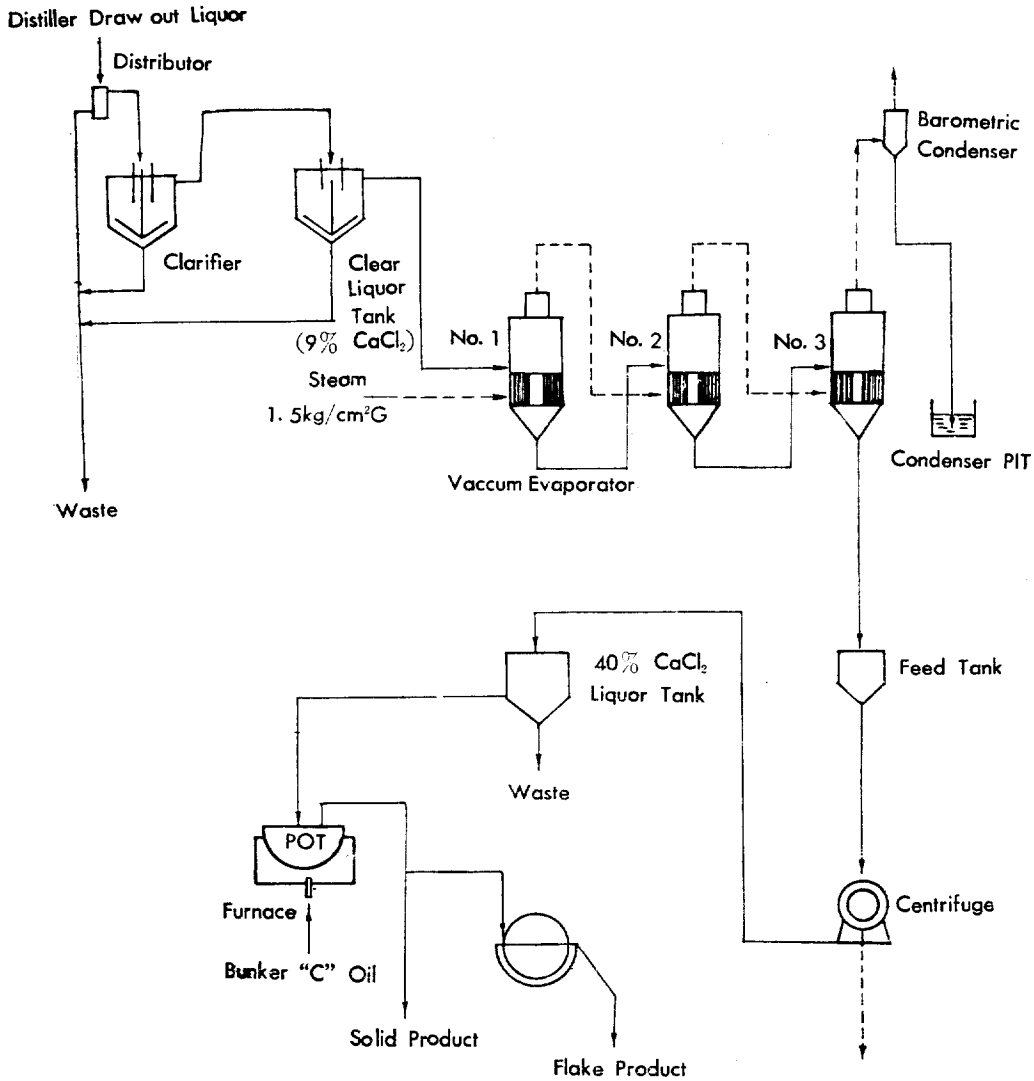 Distiller Draw out Liquor
Distributor
Barometric
Condenser
Clarifier
Clear
Liquor
Tank
(9% CaCl₂)
Steam
1. 5kg/cm²G
No. 1
No. 2
No. 3
Vaccum Evaporator
Condenser PIT
Waste
40% CaCl₂
Liquor Tank
Feed Tank
Waste
POT
Furnace
Bunker "C" Oil
Centrifuge
Solid Product
Flake Product